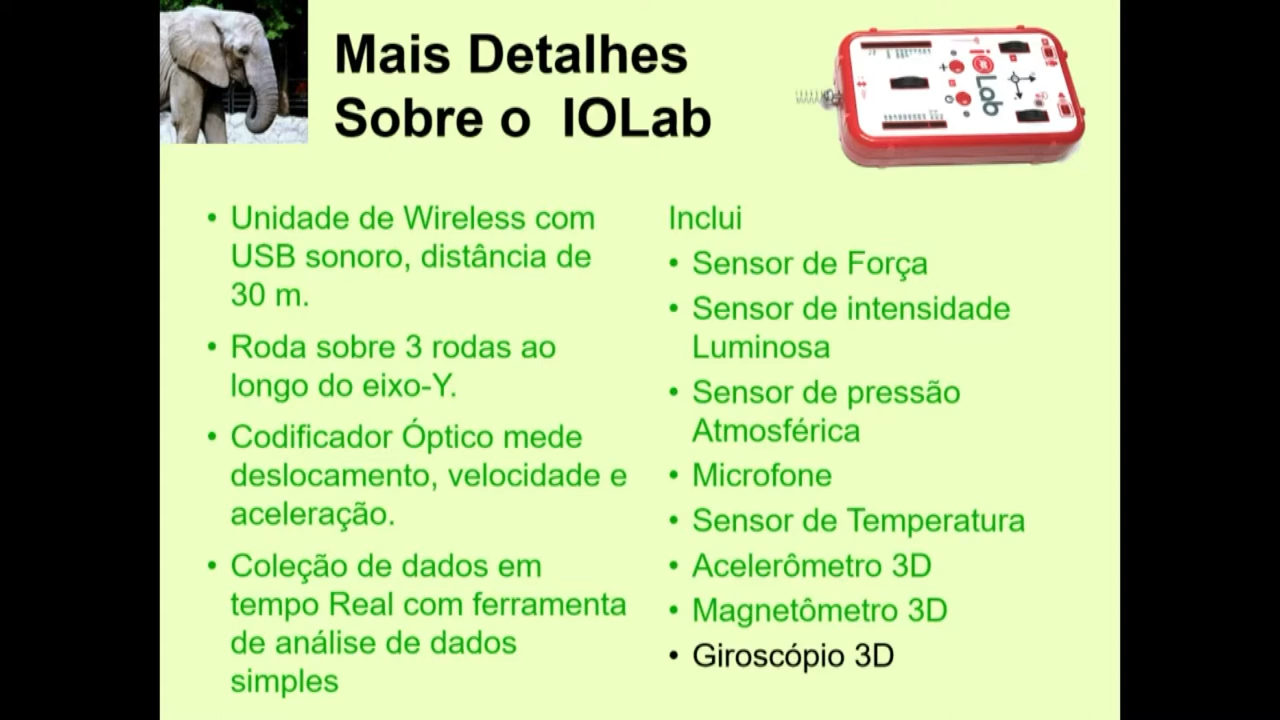 Mais Detalhes
Sobre o IOLab
Lab
• Unidade de Wireless com
USB sonoro, distância de
30 m.
• Roda sobre 3 rodas ao
longo do eixo-Y.
• Codificador Óptico mede
deslocamento, velocidade e
aceleração.
• Coleção de dados em
tempo Real com ferramenta
de análise de dados
simples
Inclui
• Sensor de Força
• Sensor de intensidade
Luminosa
• Sensor de pressão
Atmosférica
• Microfone
• Sensor de Temperatura
• Acelerômetro 3D
• Magnetômetro 3D
• Giroscópio 3D